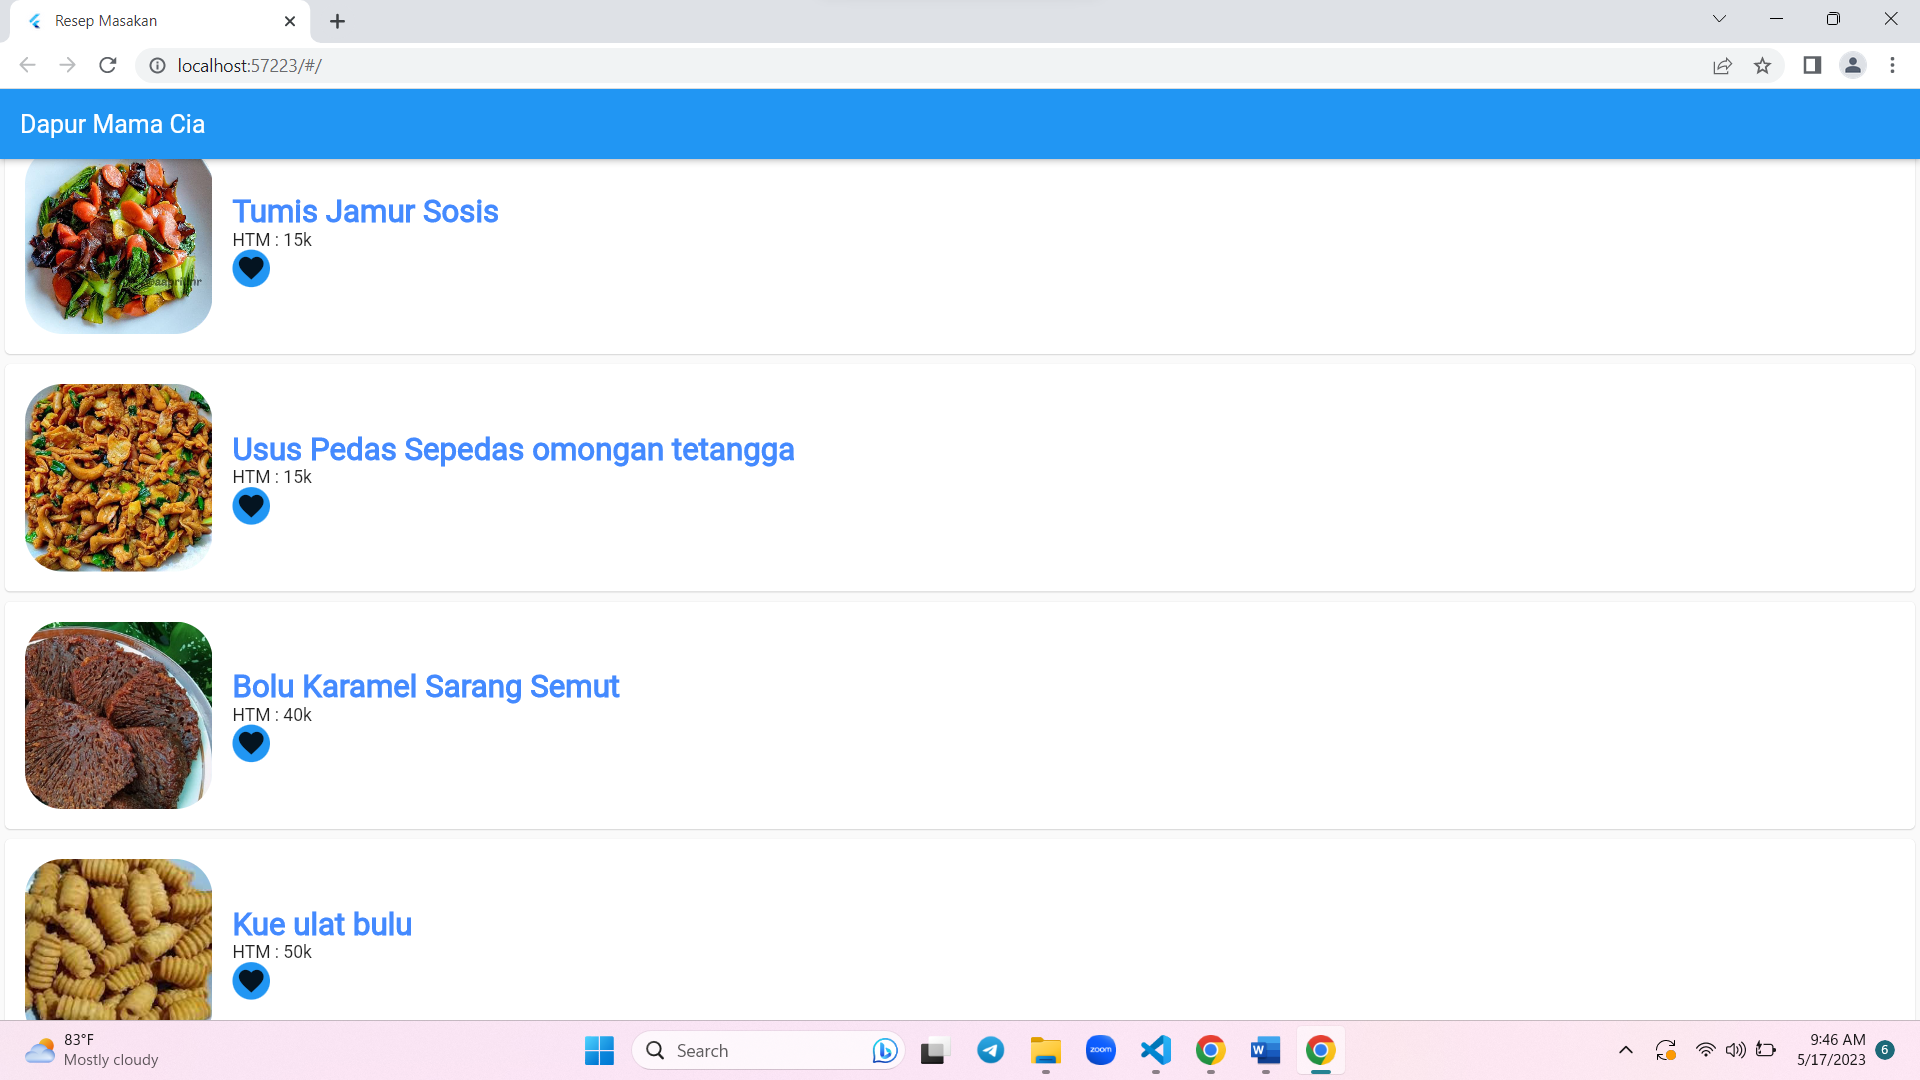 Resep Masakan
localhost:57223/#/
Dapur Mama Cia
Tumis Jamur Sosis
HTM : 15k
Usus Pedas Sepedas omongan tetangga
HTM : 15k
Bolu Karamel Sarang Semut
HTM : 40k
Kue ulat bulu
HTM : 50k
83°F
Mostly cloudy
Search
zoom
W
9:46 AM
5/17/2023
6